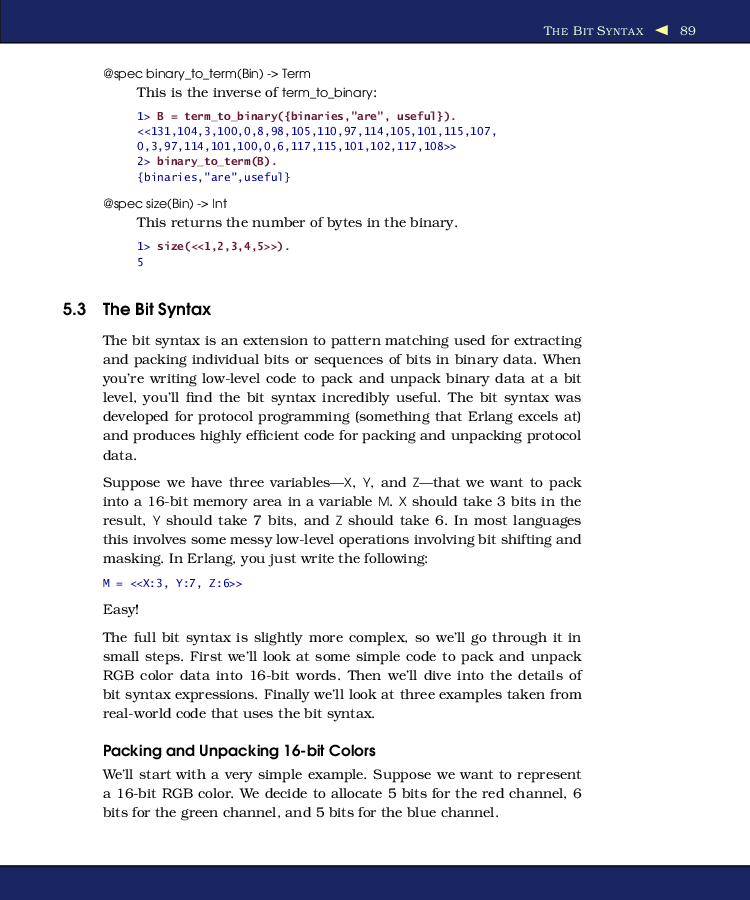 The Bit Syntax ◀ 89
@spec binary_to_term(Bin) -> Term
This is the inverse of term_to_binary:
1> B = term_to_binary({binaries,"are", useful}).
<<131,104,3,100,0,8,98,105,110,97,114,105,101,115,107,
0,3,97,114,101,100,0,6,117,115,101,102,117,108>>
2> binary_to_term(B).
{binaries,"are",useful}
@spec size(Bin) -> Int
This returns the number of bytes in the binary.
1> size(<<1,2,3,4,5>>).
5
5.3 The Bit Syntax
The bit syntax is an extension to pattern matching used for extracting
and packing individual bits or sequences of bits in binary data. When
you’re writing low-level code to pack and unpack binary data at a bit
level, you’ll find the bit syntax incredibly useful. The bit syntax was
developed for protocol programming (something that Erlang excels at)
and produces highly efficient code for packing and unpacking protocol
data.
Suppose we have three variables—X, Y, and Z—that we want to pack
into a 16-bit memory area in a variable M. X should take 3 bits in the
result, Y should take 7 bits, and Z should take 6. In most languages
this involves some messy low-level operations involving bit shifting and
masking. In Erlang, you just write the following:
M = <<X:3, Y:7, Z:6>>
Easy!
The full bit syntax is slightly more complex, so we’ll go through it in
small steps. First we’ll look at some simple code to pack and unpack
RGB color data into 16-bit words. Then we’ll dive into the details of
bit syntax expressions. Finally we’ll look at three examples taken from
real-world code that uses the bit syntax.
Packing and Unpacking 16-bit Colors
We’ll start with a very simple example. Suppose we want to represent
a 16-bit RGB color. We decide to allocate 5 bits for the red channel, 6
bits for the green channel, and 5 bits for the blue channel.